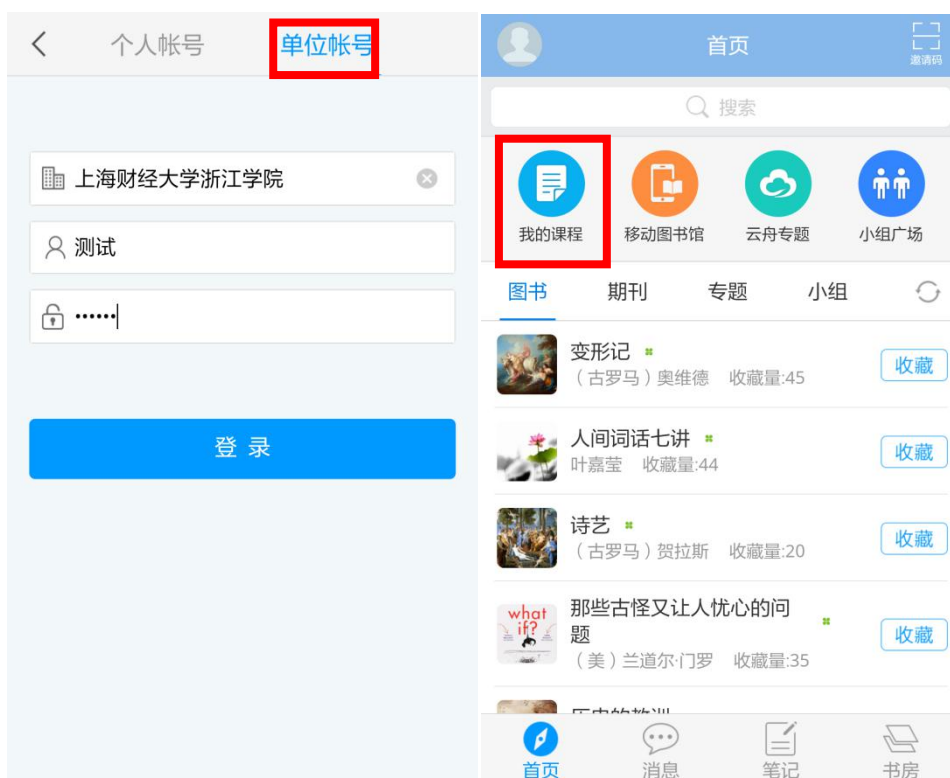 个人帐号
单位帐号
上海财经大学浙江学院
测试
••••••
登 录
首页
邀请码
搜索
我的课程
移动图书馆
云舟专题
小组广场
图书
期刊
专题
小组
变形记
（古罗马）奥维德 收藏量:45
收藏
人间词话七讲
叶嘉莹 收藏量:44
收藏
诗艺
（古罗马）贺拉斯 收藏量:20
收藏
what
if?
那些古怪又让人忧心的问
题
（美）兰道尔·门罗 收藏量:35
收藏
历史的教训
首页
消息
笔记
书房